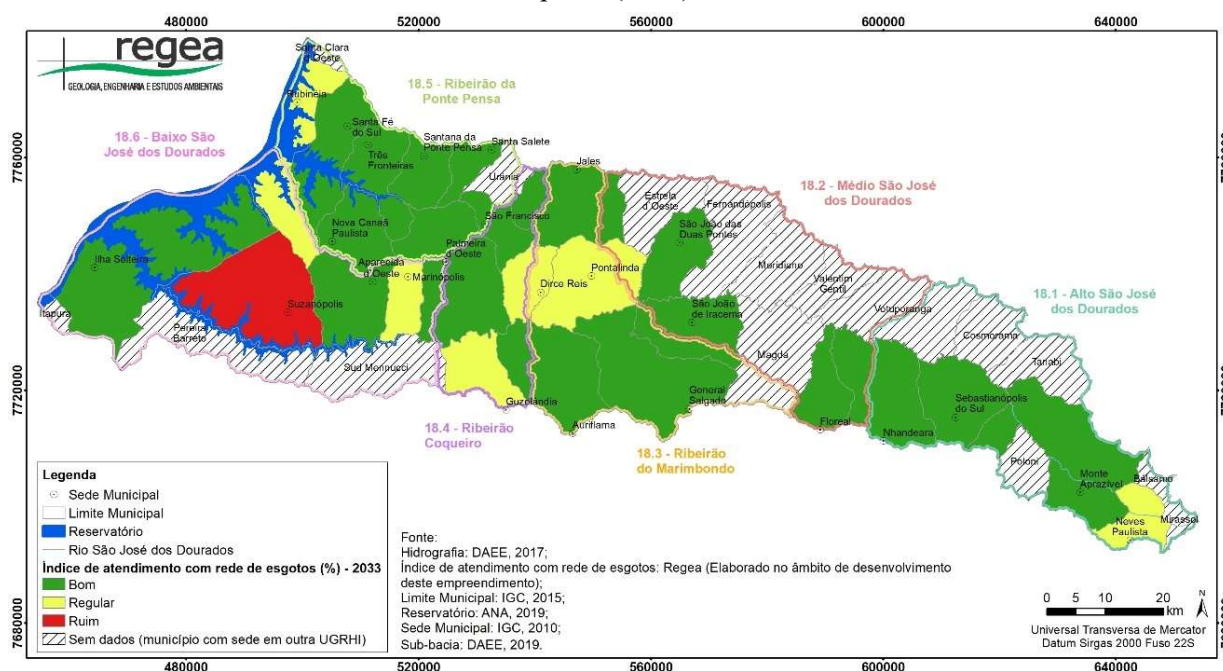 480000 520000 560000 600000 640000
regea
GEOLOGIA, ENGENHARIA E ESTUDOS AMBIENTAIS
Santa Clara
d'Oeste
18.5 - Ribeirão da
Ponte Pensa
Rubinéia
Santa Fé
do Sul
Santana da
Ponte Pensa
Santa Salete
Três
Fronteiras
18.6 - Baixo São
José dos Dourados
7760000
Jales
Urânia
18.2 - Médio São José
dos Dourados
Estrela
d'Oeste
Fernandópolis
São Francisco
São João das
Duas Pontes
Nova Canaã
Paulista
Palmeira
d'Oeste
Ilha Solteira
Aparecida
d'Oeste
Marinópolis
Pontalinda
Meridiano
Valentim
Gentil
Dirce Reis
18.1 - Alto São José
dos Dourados
Itapura
Suzanápolis
São João
de Iracema
Votuporanga
Cosmorama
Pereira
Barreto
Sud Mennucci
Magda
Tanabi
7720000
Guzolândia
General
Salgado
Sebastianópolis
do Sul
18.4 - Ribeirão
Coqueiro
Auriflama
Floreal
Nhandeara
18.3 - Ribeirão
do Marimbondo
Poloni
Monte
Aprazível
Bálsamo
Neves
Paulista
Mirassol
Legenda
Sede Municipal
Limite Municipal
Reservatório
Rio São José dos Dourados
Índice de atendimento com rede de esgotos (%) - 2033
Bom
Regular
Ruim
Sem dados (município com sede em outra UGRHI)
Fonte:
Hidrografia: DAEE, 2017;
Índice de atendimento com rede de esgotos: Regea (Elaborado no âmbito de desenvolvimento
deste empreendimento);
Limite Municipal: IGC, 2015;
Reservatório: ANA, 2019;
Sede Municipal: IGC, 2010;
Sub-bacia: DAEE, 2019.
0 5 10 20
km
N
Universal Transversa de Mercator
Datum Sirgas 2000 Fuso 22S
7680000
480000 520000 560000 600000 640000